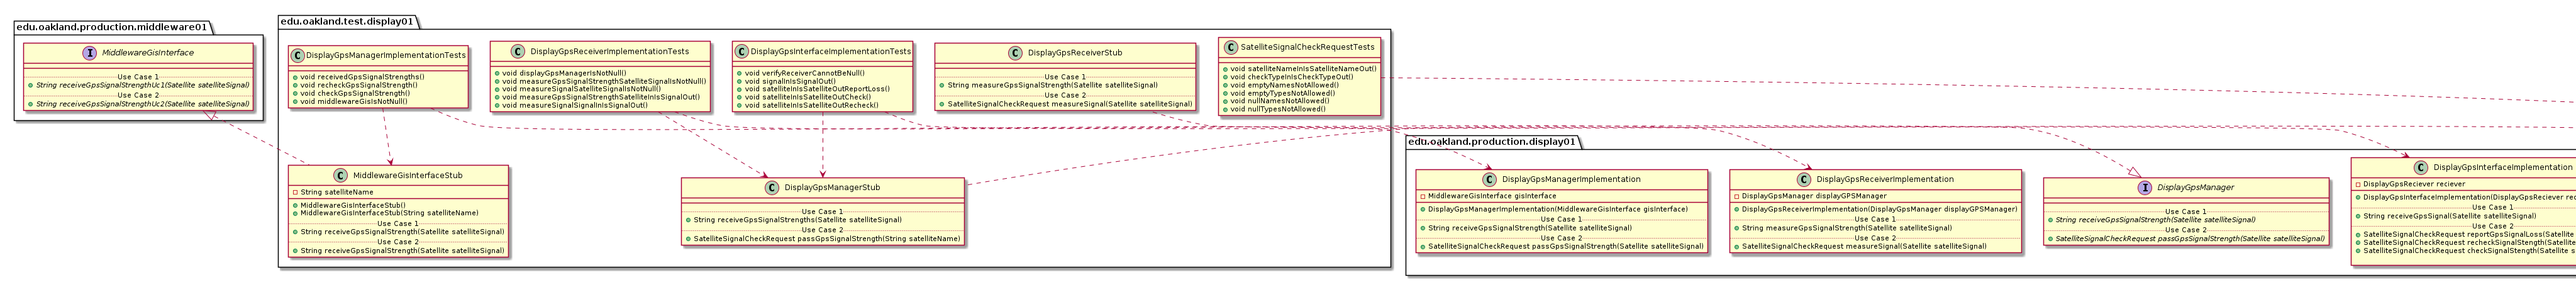 edu.oakland.production.middleware01
MiddlewareGisInterface
Use Case 1
String receiveGpsSignalStrengthUc1(Satellite satelliteSignal)
Use Case 2
String receiveGpsSignalStrengthUc2(Satellite satelliteSignal)
edu.oakland.test.display01
DisplayGpsManagerImplementationTests
void receivedGpsSignalStrengths()
void recheckGpsSignalStrength()
void checkGpsSignalStrength()
void middlewareGisIsNotNull()
DisplayGpsReceiverImplementationTests
void displayGpsManagerIsNotNull()
void measureGpsSignalStrengthSatelliteSignalIsNotNull()
void measureSignalSatelliteSignalIsNotNull()
void measureGpsSignalStrengthSatelliteInIsSignalOut()
void measureSignalSignalInIsSignalOut()
DisplayGpsInterfaceImplementationTests
void verifyReceiverCannotBeNull()
void signalInIsSignalOut()
void satelliteInIsSatelliteOutReportLoss()
void satelliteInIsSatelliteOutCheck()
void satelliteInIsSatelliteOutRecheck()
DisplayGpsReceiverStub
Use Case 1
String measureGpsSignalStrength(Satellite satelliteSignal)
Use Case 2
SatelliteSignalCheckRequest measureSignal(Satellite satelliteSignal)
SatelliteSignalCheckRequestTests
void satelliteNameInIsSatelliteNameOut()
void checkTypeInIsCheckTypeOut()
void emptyNamesNotAllowed()
void emptyTypesNotAllowed()
void nullNamesNotAllowed()
void nullTypesNotAllowed()
MiddlewareGisInterfaceStub
String satelliteName
MiddlewareGisInterfaceStub()
MiddlewareGisInterfaceStub(String satelliteName)
Use Case 1
String receiveGpsSignalStrength(Satellite satelliteSignal)
Use Case 2
String receiveGpsSignalStrength(Satellite satelliteSignal)
DisplayGpsManagerStub
Use Case 1
String receiveGpsSignalStrengths(Satellite satelliteSignal)
Use Case 2
SatelliteSignalCheckRequest passGpsSignalStrength(String satelliteName)
edu.oakland.production.display01
DisplayGpsManagerImplementation
MiddlewareGisInterface gisInterface
DisplayGpsManagerImplementation(MiddlewareGisInterface gisInterface)
Use Case 1
String receiveGpsSignalStrength(Satellite satelliteSignal)
Use Case 2
SatelliteSignalCheckRequest passGpsSignalStrength(Satellite satelliteSignal)
DisplayGpsReceiverImplementation
DisplayGpsManager displayGPSManager
DisplayGpsReceiverImplementation(DisplayGpsManager displayGPSManager)
Use Case 1
String measureGpsSignalStrength(Satellite satelliteSignal)
Use Case 2
SatelliteSignalCheckRequest measureSignal(Satellite satelliteSignal)
DisplayGpsManager
Use Case 1
String receiveGpsSignalStrength(Satellite satelliteSignal)
Use Case 2
SatelliteSignalCheckRequest passGpsSignalStrength(Satellite satelliteSignal)
DisplayGpsInterfaceImplementation
DisplayGpsReciever reciever
DisplayGpsInterfaceImplementation(DisplayGpsReciever rec
Use Case 1
String receiveGpsSignal(Satellite satelliteSignal)
Use Case 2
SatelliteSignalCheckRequest reportGpsSignalLoss(Satellite
SatelliteSignalCheckRequest recheckSignalStength(Satellite
SatelliteSignalCheckRequest checkSignalStength(Satellite s